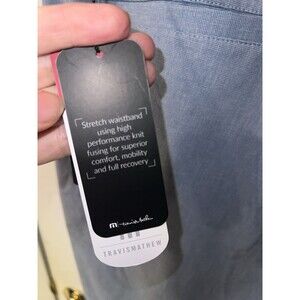 Stretch waistband
using high
performance knit
fusing for superior
comfort, mobility
and full recovery
TRAVISMATHEW